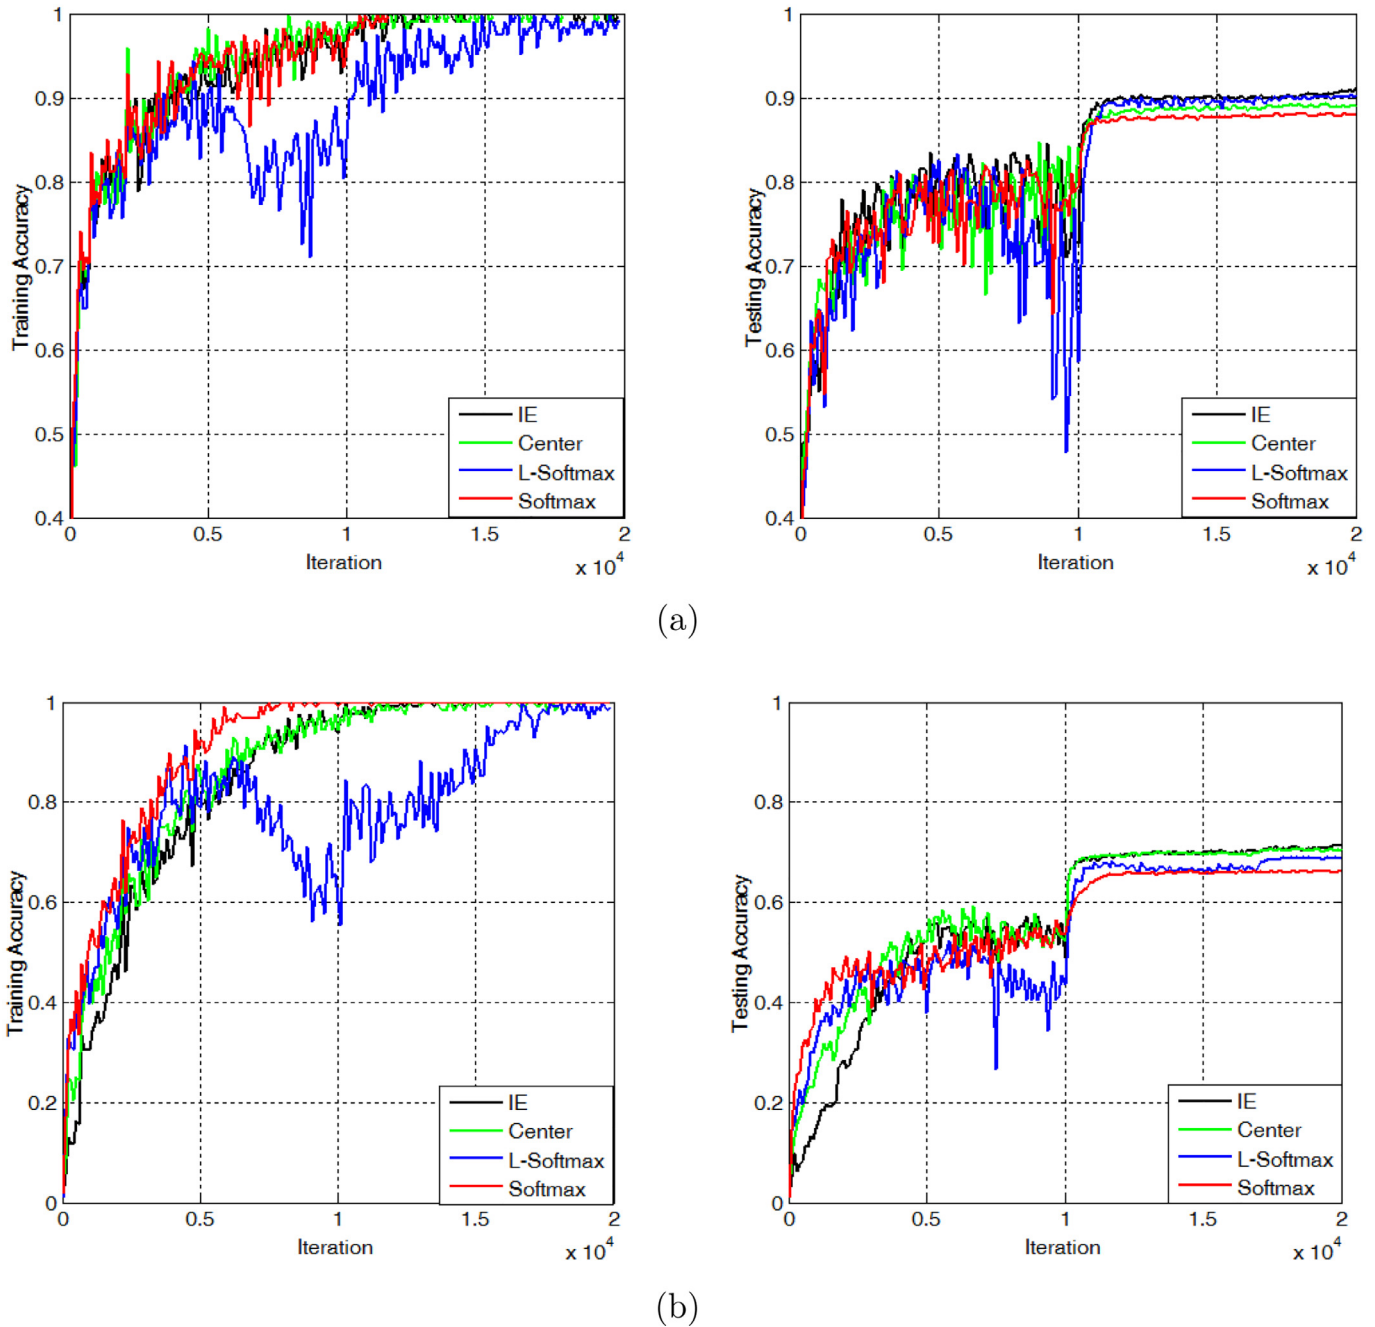 1
0.9
0.8
0.7
0.6
0.5
0.4
Training Accuracy
0 0.5 1 1.5 2
Iteration
x 10^4
IE
Center
L-Softmax
Softmax
1
0.9
0.8
0.7
0.6
0.5
0.4
Testing Accuracy
0 0.5 1 1.5 2
Iteration
x 10^4
IE
Center
L-Softmax
Softmax
(a)
1
0.8
0.6
0.4
0.2
0
Training Accuracy
0 0.5 1 1.5 2
Iteration
x 10^4
IE
Center
L-Softmax
Softmax
1
0.8
0.6
0.4
0.2
0
Testing Accuracy
0 0.5 1 1.5 2
Iteration
x 10^4
IE
Center
L-Softmax
Softmax
(b)